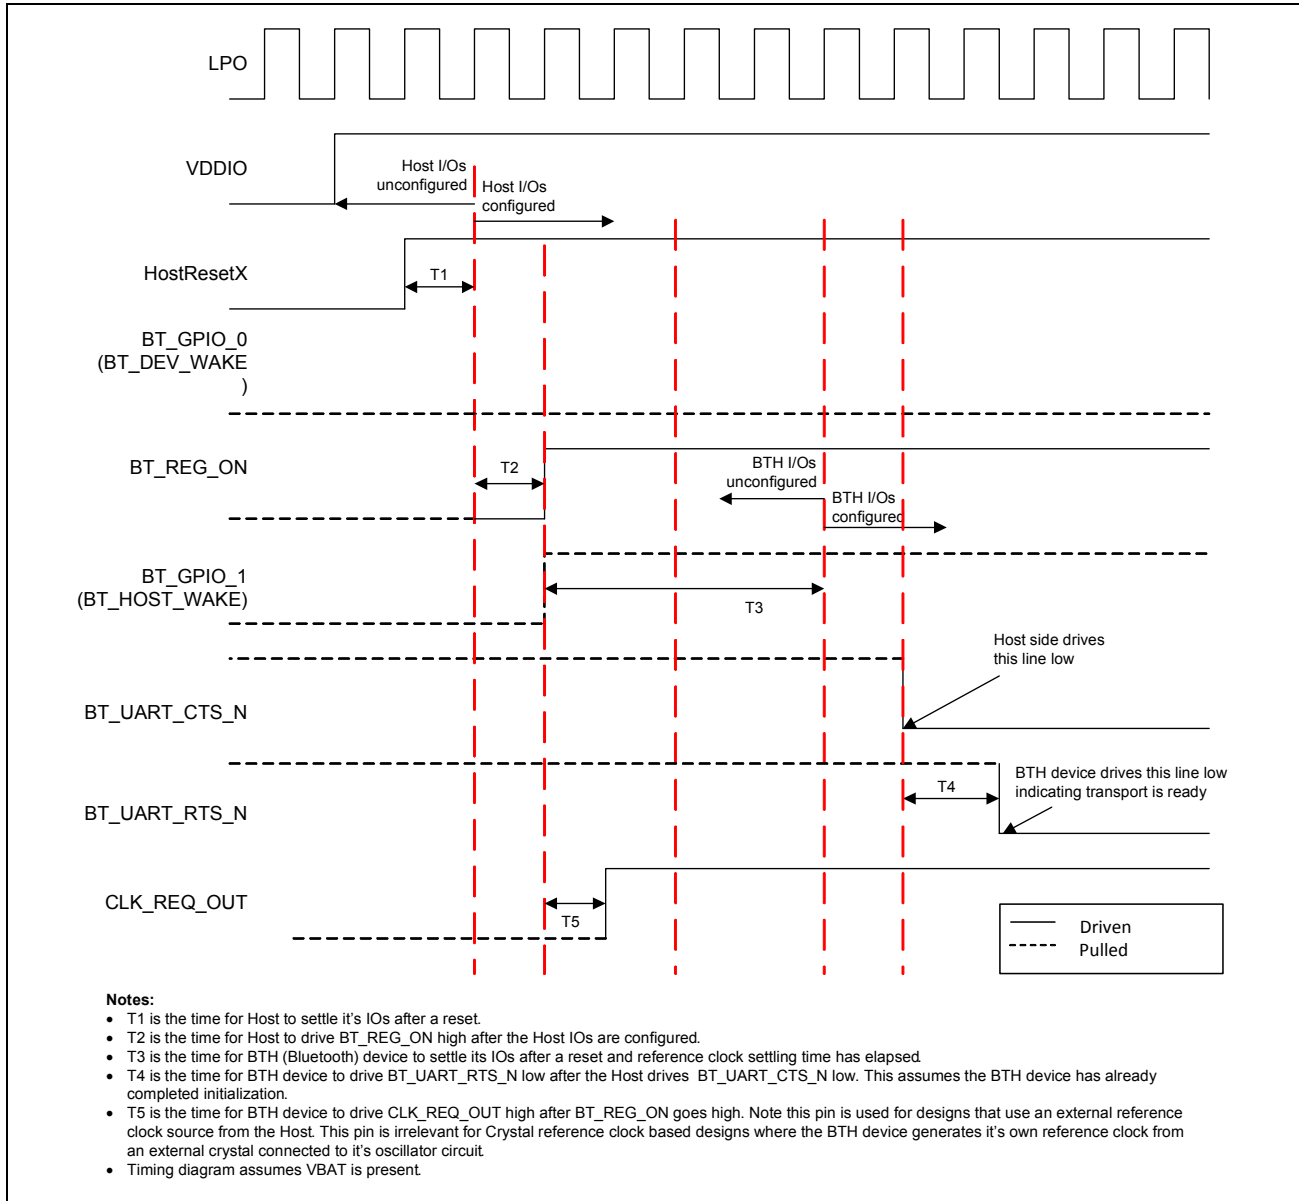 LPO
VDDIO
Host I/Os
unconfigured
Host I/Os
configured
HostResetX
T1
BT_GPIO_0
(BT_DEV_WAKE
)
BT_REG_ON
T2
BTH I/Os
unconfigured
BTH I/Os
configured
BT_GPIO_1
(BT_HOST_WAKE)
T3
Host side drives
this line low
BT_UART_CTS_N
BTH device drives this line low
indicating transport is ready
T4
BT_UART_RTS_N
CLK_REQ_OUT
T5
Driven
Pulled
Notes:
• T1 is the time for Host to settle it's IOs after a reset.
• T2 is the time for Host to drive BT_REG_ON high after the Host IOs are configured.
• T3 is the time for BTH (Bluetooth) device to settle its IOs after a reset and reference clock settling time has elapsed.
• T4 is the time for BTH device to drive BT_UART_RTS_N low after the Host drives BT_UART_CTS_N low. This assumes the BTH device has already
completed initialization.
• T5 is the time for BTH device to drive CLK_REQ_OUT high after BT_REG_ON goes high. Note this pin is used for designs that use an external reference
clock source from the Host. This pin is irrelevant for Crystal reference clock based designs where the BTH device generates it's own reference clock from
an external crystal connected to it's oscillator circuit.
• Timing diagram assumes VBAT is present.